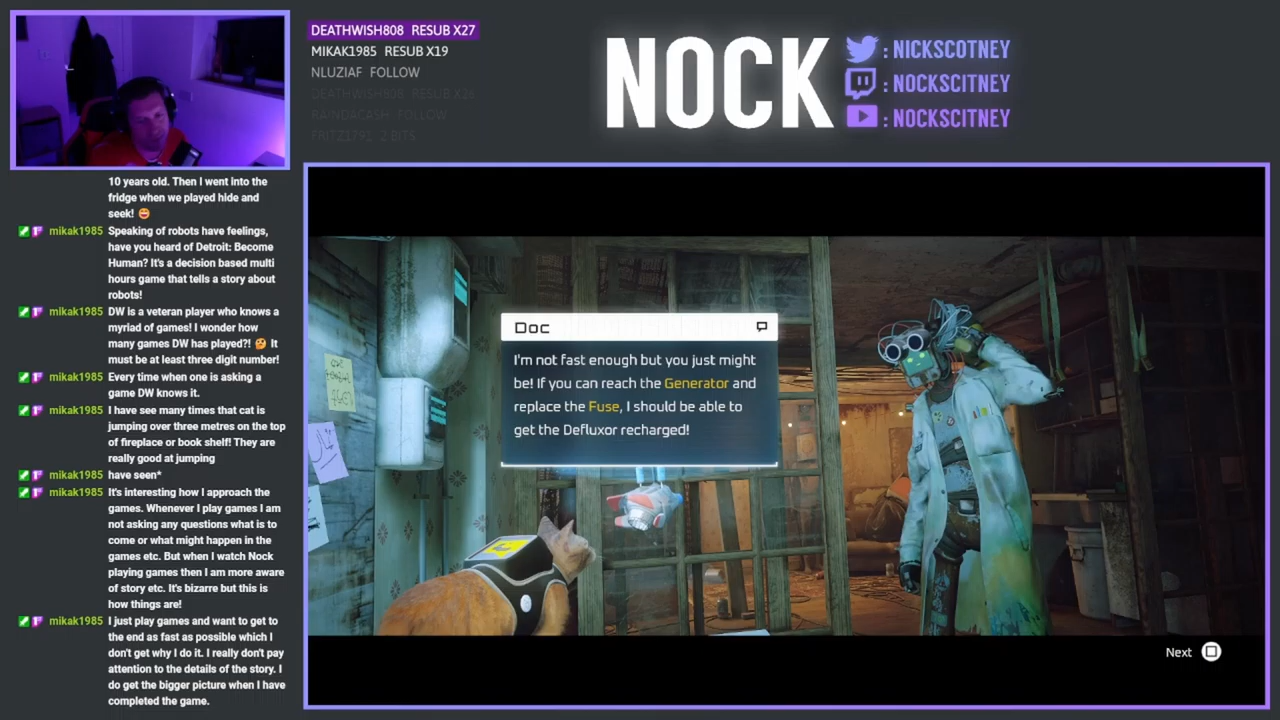 DEATHWISH808 RESUB X27
MIKAK1985 RESUB X19
NLUZIAF FOLLOW
DEATHWISH808 RESUB X26
RAINDACASH FOLLOW
FRITZ1792 2 BITS
NOCK
: NICKSCOTNEY
: NOCKSCITNEY
: NOCKSCITNEY
10 years old. Then I went into the
fridge when we played hide and
seek! 😄
mikak1985 Speaking of robots have feelings,
have you heard of Detroit: Become
Human? It's a decision based multi
hours game that tells a story about
robots!
mikak1985 DW is a veteran player who knows a
myriad of games! I wonder how
many games DW has played?! 🤔 It
must be at least three digit number!
mikak1985 Every time when one is asking a
game DW knows it.
mikak1985 I have see many times that cat is
jumping over three metres on the top
of fireplace or book shelf! They are
really good at jumping
mikak1985 have seen*
mikak1985 It's interesting how I approach the
games. Whenever I play games I am
not asking any questions what is to
come or what might happen in the
games etc. But when I watch Nock
playing games then I am more aware
of story etc. It's bizarre but this is
how things are!
mikak1985 I just play games and want to get to
the end as fast as possible which I
don't get why I do it. I really don't pay
attention to the details of the story. I
do get the bigger picture when I have
completed the game.
Doc
I'm not fast enough but you just might
be! If you can reach the Generator and
replace the Fuse, I should be able to
get the Defluxor recharged!
Next